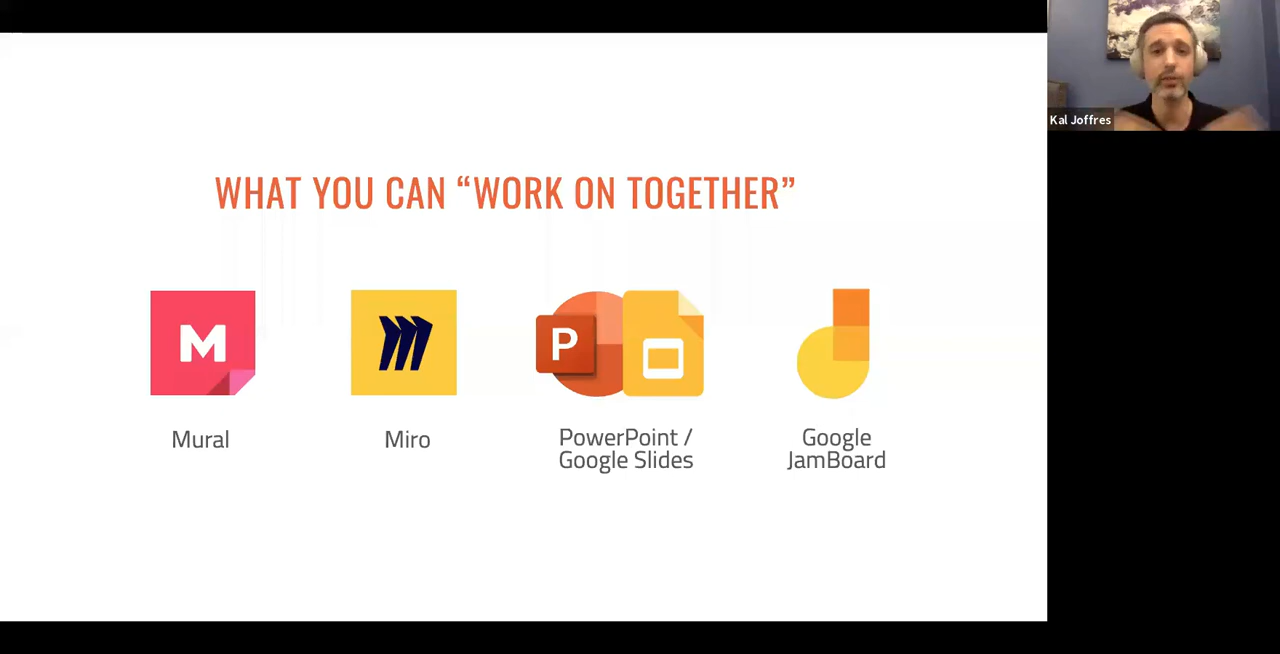 WHAT YOU CAN “WORK ON TOGETHER”
M
P
Mural
Miro
PowerPoint /
Google Slides
Google
JamBoard
Kal Joffres